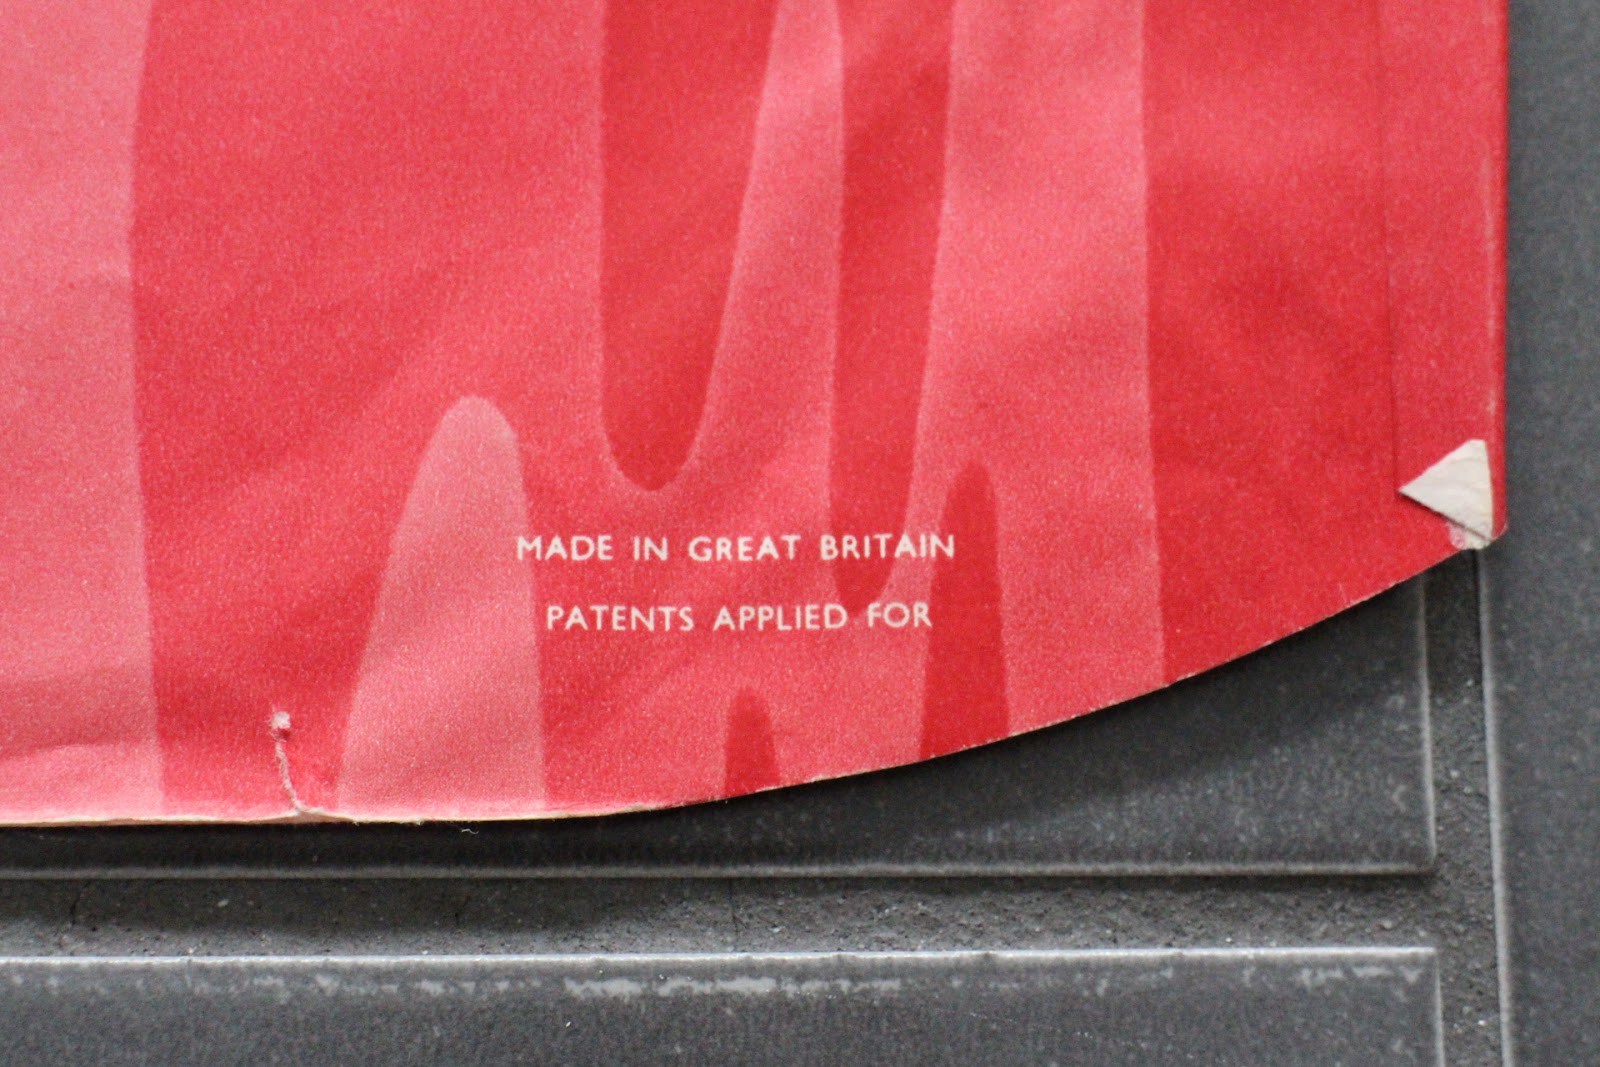 MADE IN GREAT BRITAIN
PATENTS APPLIED FOR